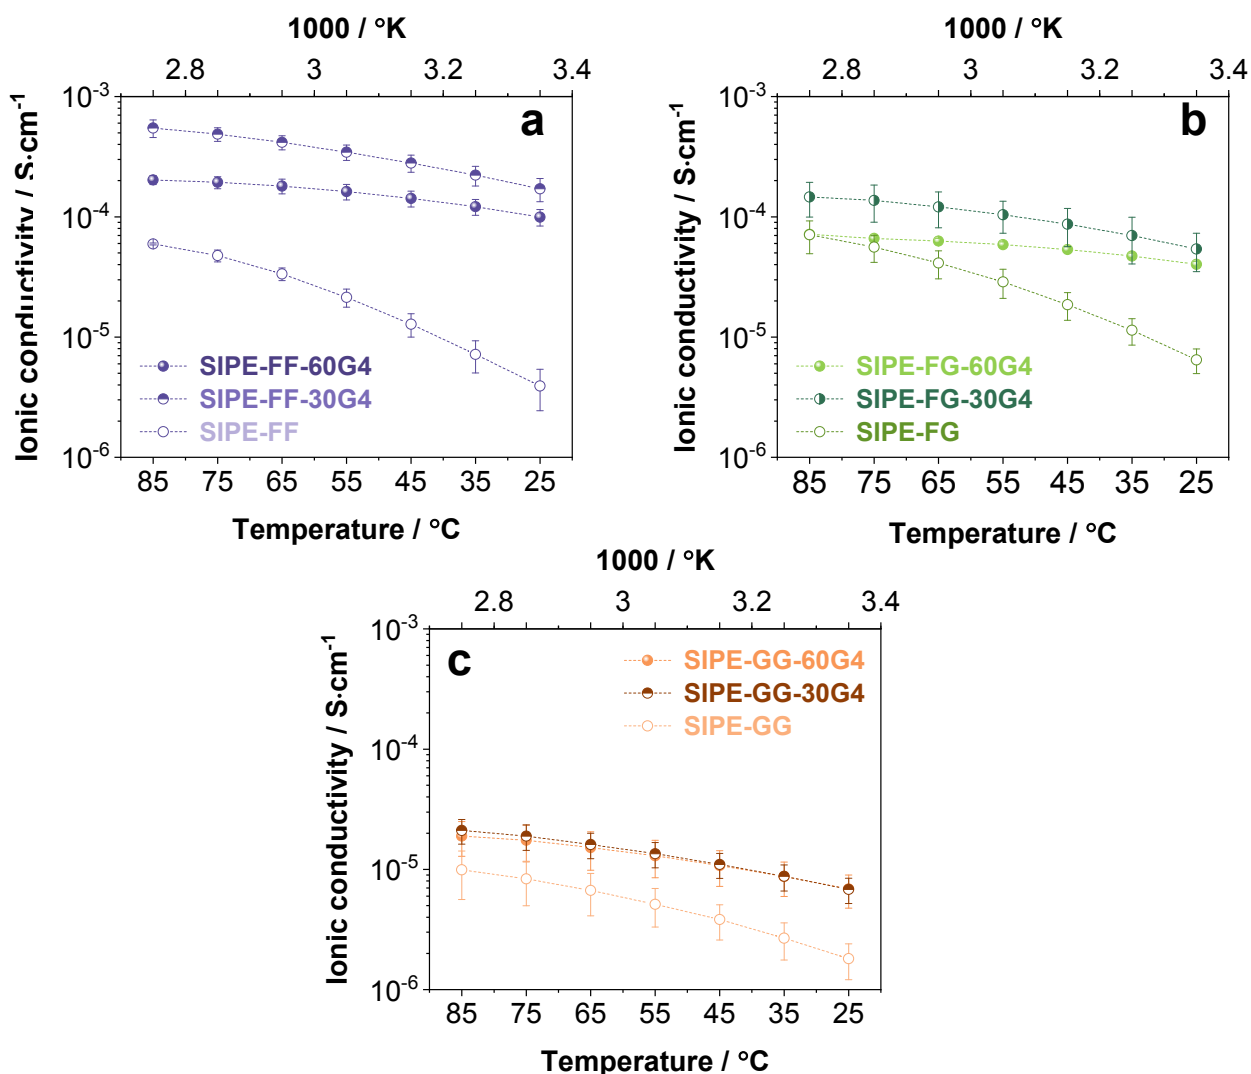 1000 / °K
2.8 3 3.2 3.4
10-3
10-4
10-5
10-6
Ionic conductivity / S·cm-1
a
SIPE-FF-60G4
SIPE-FF-30G4
SIPE-FF
85 75 65 55 45 35 25
Temperature / °C
1000 / °K
2.8 3 3.2 3.4
10-3
10-4
10-5
10-6
Ionic conductivity / S·cm-1
b
SIPE-FG-60G4
SIPE-FG-30G4
SIPE-FG
85 75 65 55 45 35 25
Temperature / °C
1000 / °K
2.8 3 3.2 3.4
10-3
10-4
10-5
10-6
Ionic conductivity / S·cm-1
c
SIPE-GG-60G4
SIPE-GG-30G4
SIPE-GG
85 75 65 55 45 35 25
Temperature / °C